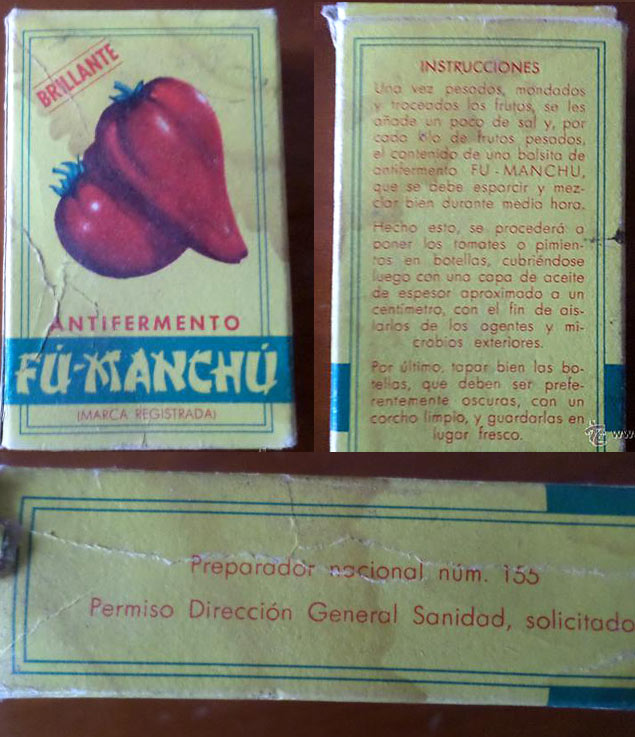 BRILLANTE
ANTIFERMENTO
FÚ-MANCHÚ
(MARCA REGISTRADA)
INSTRUCCIONES
Una vez pesados, mondados
y troceados los frutos, se les
añade un poco de sal y, por
cada kilo de frutos pesados,
el contenido de una bolsita de
antifermento FU-MANCHU,
que se debe esparcir y mez-
clar bien durante media hora.
Hecho esto, se procederá a
poner los tomates o pimien-
tos en botellas, cubriéndose
luego con una capa de aceite
de espesor aproximado a un
centímetro, con el fin de ais-
larlos de los agentes y mi-
crobios exteriores.
Por último, tapar bien las bo-
tellas, que deben ser prefe-
rentemente oscuras, con un
corcho limpio, y guardarlas en
lugar fresco.
TC www
Preparador nacional núm. 155
Permiso Dirección General Sanidad, solicitado